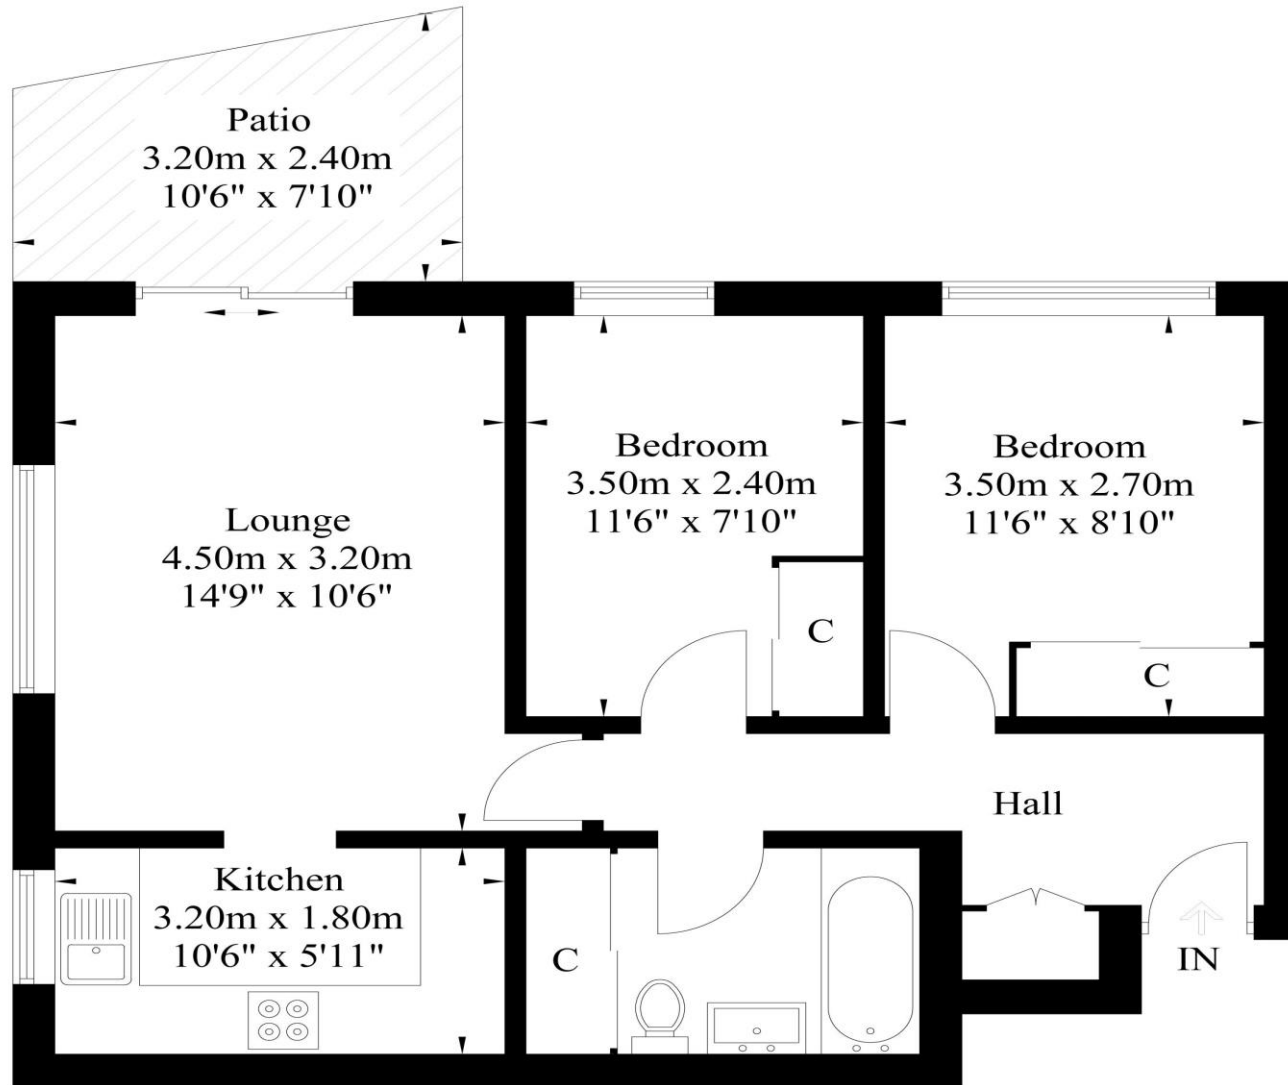 Patio
3.20m x 2.40m
10'6" x 7'10"
Bedroom
3.50m x 2.40m
11'6" x 7'10"
Bedroom
3.50m x 2.70m
11'6" x 8'10"
Lounge
4.50m x 3.20m
14'9" x 10'6"
C
C
Hall
Kitchen
3.20m x 1.80m
10'6" x 5'11"
C
IN